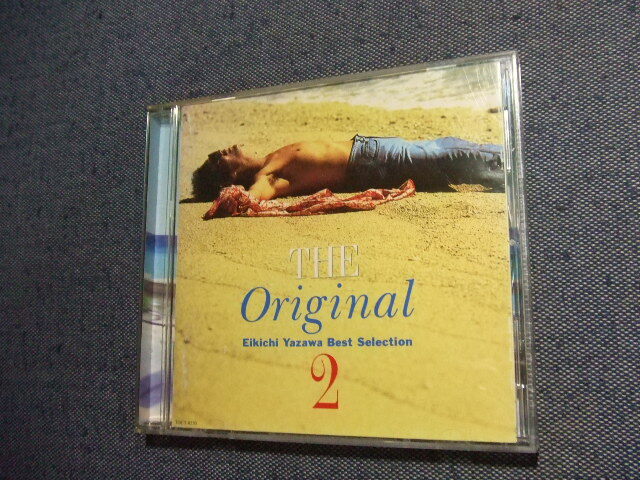 THE
Original
Eikichi Yazawa Best Selection
2